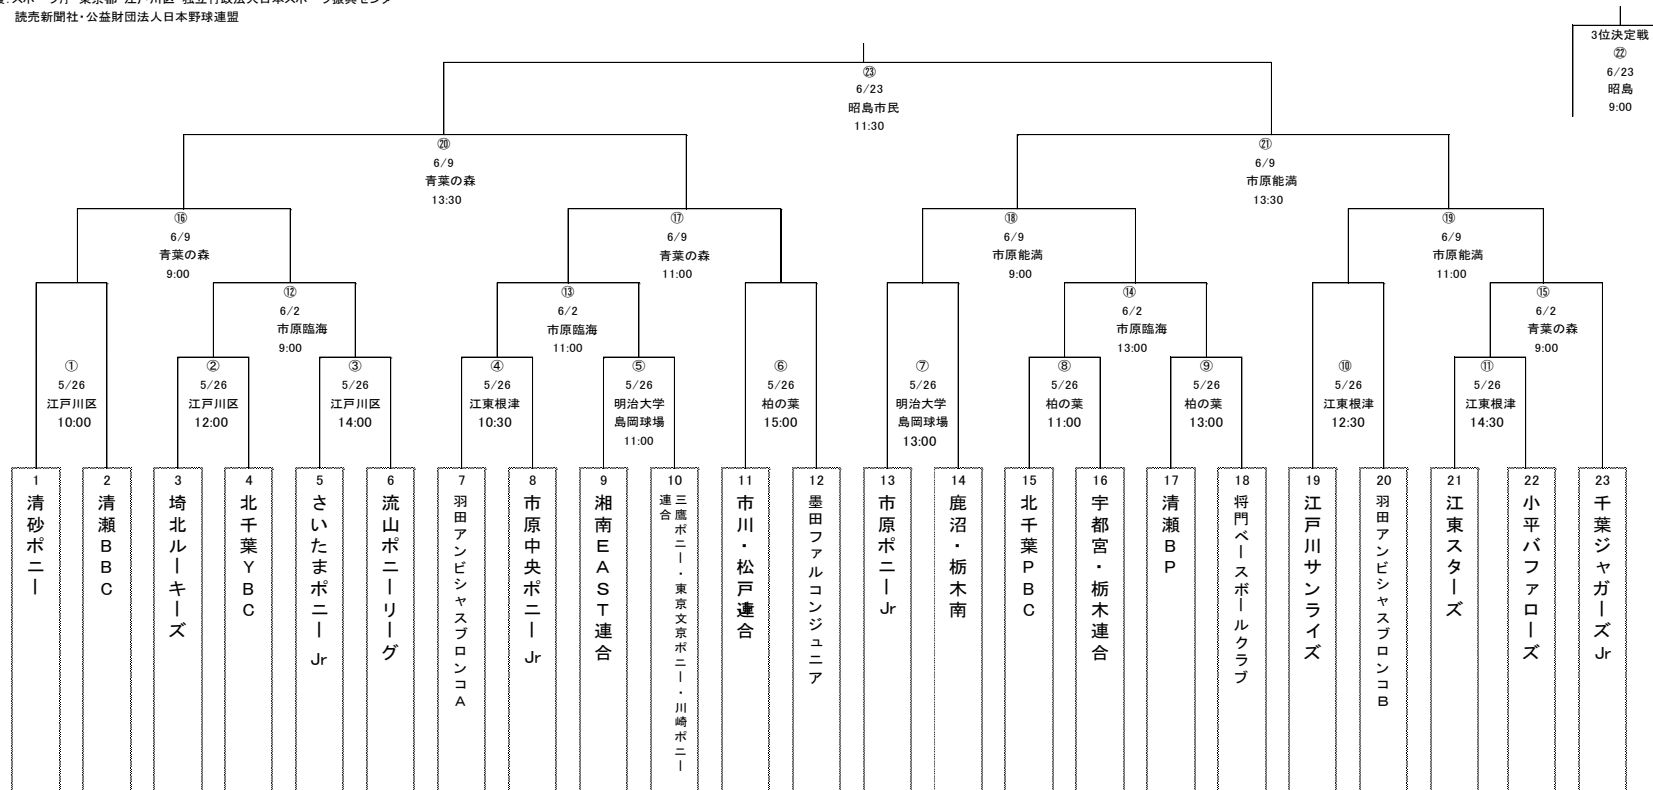 読売新聞社・公益財団法人日本野球連盟
3位決定戦
㉒
6/23
昭島
9:00
㉓
6/23
昭島市民
11:30
⑳
6/9
青葉の森
13:30
㉑
6/9
市原能満
13:30
⑯
6/9
青葉の森
9:00
⑰
6/9
青葉の森
11:00
⑱
6/9
市原能満
9:00
⑲
6/9
市原能満
11:00
⑫
6/2
市原臨海
9:00
⑬
6/2
市原臨海
11:00
⑭
6/2
市原臨海
13:00
⑮
6/2
青葉の森
9:00
①
5/26
江戸川区
10:00
②
5/26
江戸川区
12:00
③
5/26
江戸川区
14:00
④
5/26
江東根津
10:30
⑤
5/26
明治大学
島岡球場
11:00
⑥
5/26
柏の葉
15:00
⑦
5/26
明治大学
島岡球場
13:00
⑧
5/26
柏の葉
11:00
⑨
5/26
柏の葉
13:00
⑩
5/26
江東根津
12:30
⑪
5/26
江東根津
14:30
1
清砂ポニー
2
清瀬BBC
3
埼北ルーキーズ
4
北千葉YBC
5
さいたまポニーJr
6
流山ポニーリーグ
7
羽田アンビシャスブロンコA
8
市原中央ポニーJr
9
湘南EAST連合
10
三鷹ポニー・東京文京ポニー・川崎ポニー
連合
11
市川・松戸連合
12
墨田ファルコンジュニア
13
市原ポニーJr
14
鹿沼・栃木南
15
北千葉PBC
16
宇都宮・栃木連合
17
清瀬BP
18
将門ベースボールクラブ
19
江戸川サンライズ
20
羽田アンビシャスブロンコB
21
江東スターズ
22
小平バファローズ
23
千葉ジャガーズJr